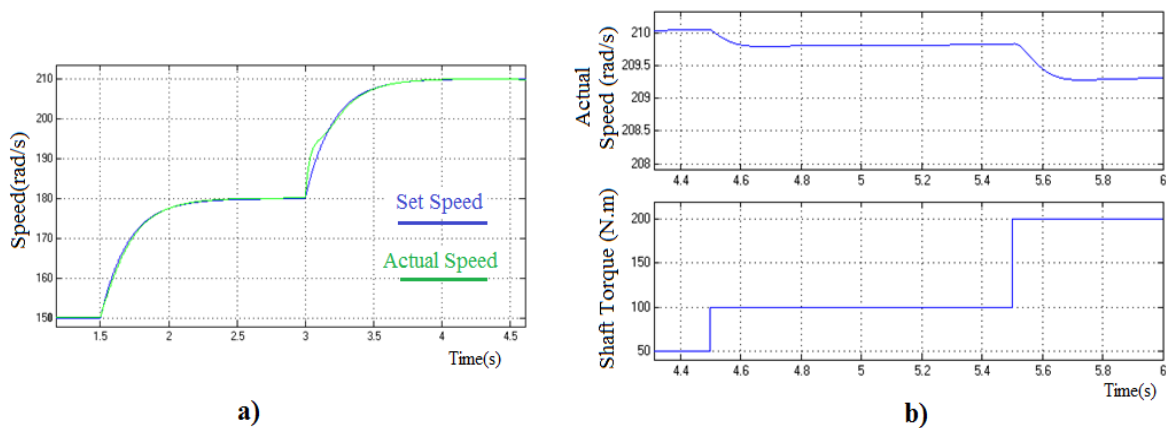 210
200
190
180
170
160
150
Speed(rad/s)
Set Speed
Actual Speed
1.5 2 2.5 3 3.5 4 4.5
Time(s)
a)
210
209.5
209
208.5
208
Actual
Speed (rad/s)
4.4 4.6 4.8 5 5.2 5.4 5.6 5.8 6
200
150
100
50
Shaft Torque (N.m)
4.4 4.6 4.8 5 5.2 5.4 5.6 5.8 6
Time(s)
b)